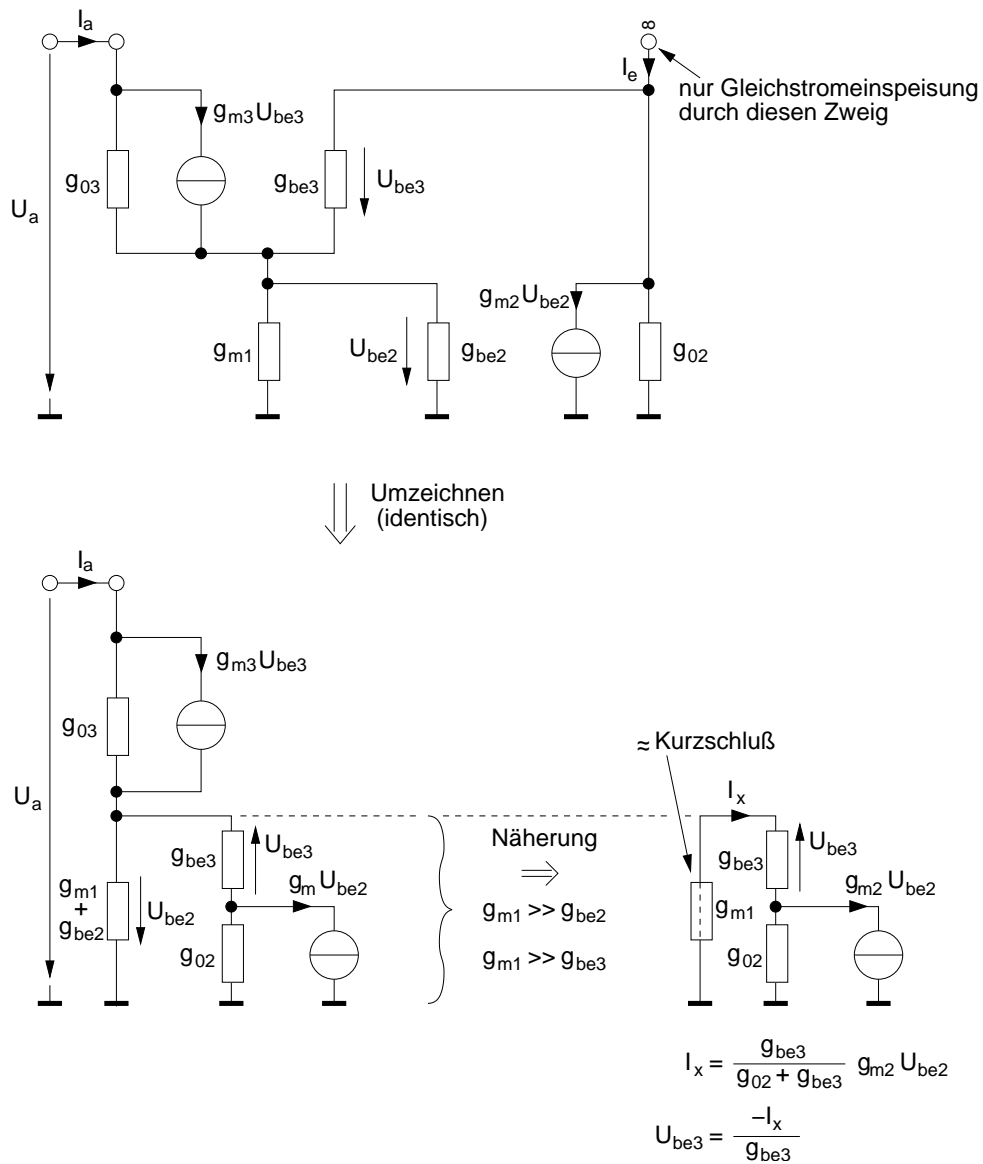 I_a
8
I_e
nur Gleichstromeinspeisung
durch diesen Zweig
g_m3 U_be3
g_03
g_be3
U_be3
U_a
g_m2 U_be2
g_m1
U_be2
g_be2
g_02
Umzeichnen
(identisch)
I_a
g_m3 U_be3
g_03
≈ Kurzschluß
U_a
I_x
g_be3
U_be3
Näherung
g_be3
U_be3
g_m1
+
g_be2
U_be2
g_m U_be2
⇒
g_m1 >> g_be2
g_m1
g_m2 U_be2
g_02
g_m1 >> g_be3
g_02
I_x = g_be3 / (g_02 + g_be3) g_m2 U_be2
U_be3 = –I_x / g_be3